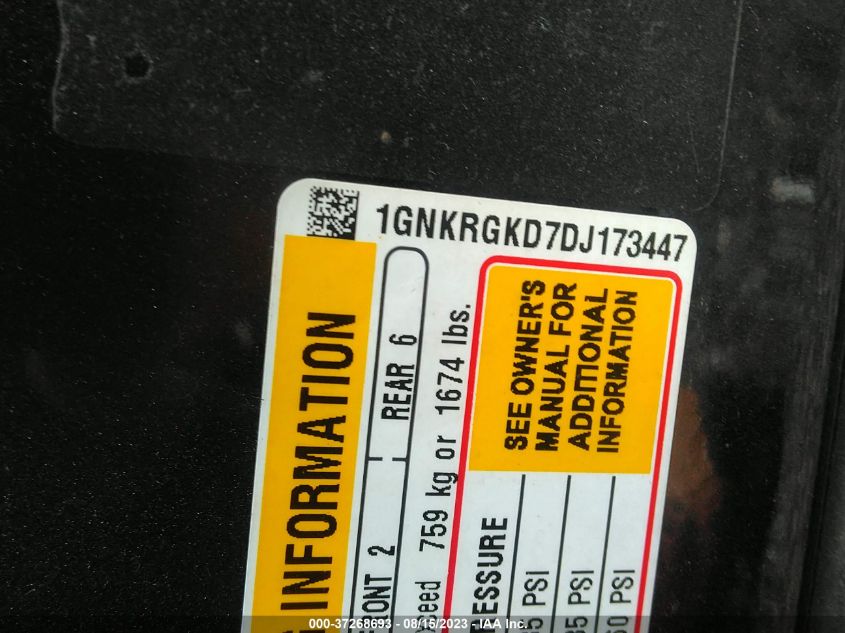 1GNKRGKD7DJ173447
INFORMATION
FRONT 2 REAR 6
759 kg or 1674 lbs.
SEE OWNER'S
MANUAL FOR
ADDITIONAL
INFORMATION
PSI
PSI
PSI
000-37268693 - 08/15/2023 - IAA Inc.